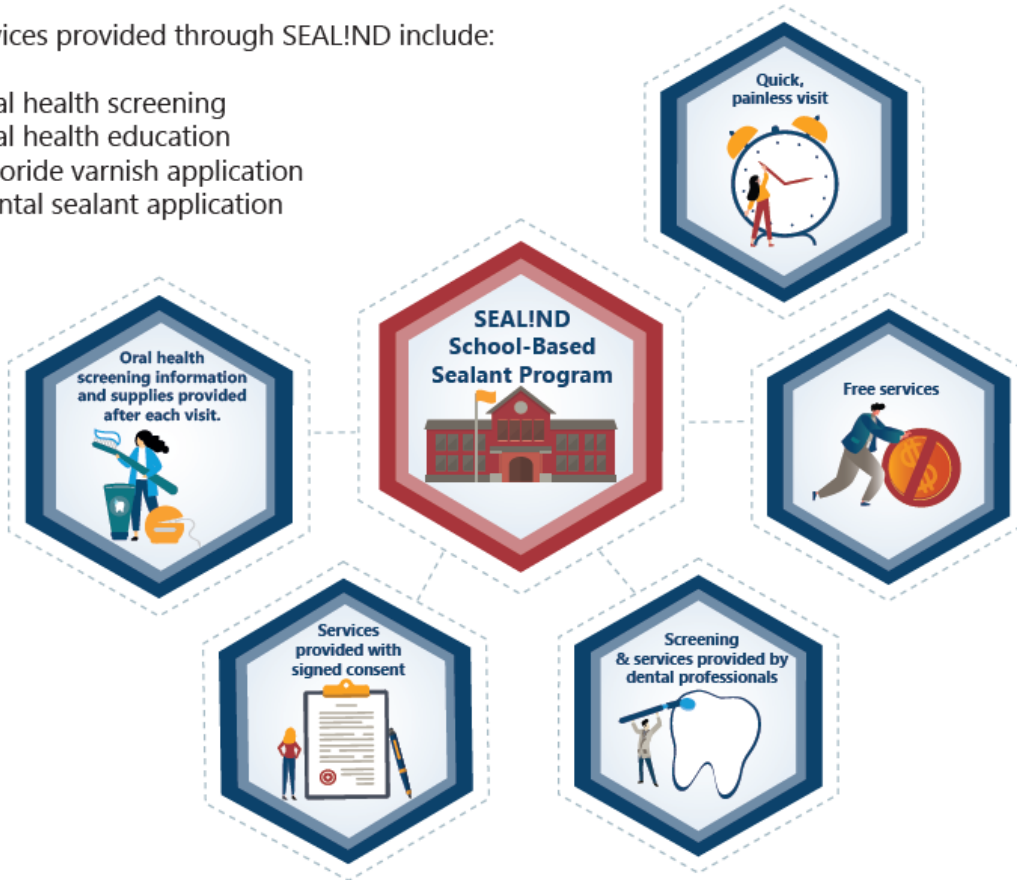 vices provided through SEAL!ND include:
al health screening
al health education
oride varnish application
ntal sealant application
Quick,
painless visit
SEAL!ND
School-Based
Sealant Program
Oral health
screening information
and supplies provided
after each visit.
Free services
Services
provided with
signed consent
Screening
& services provided by
dental professionals